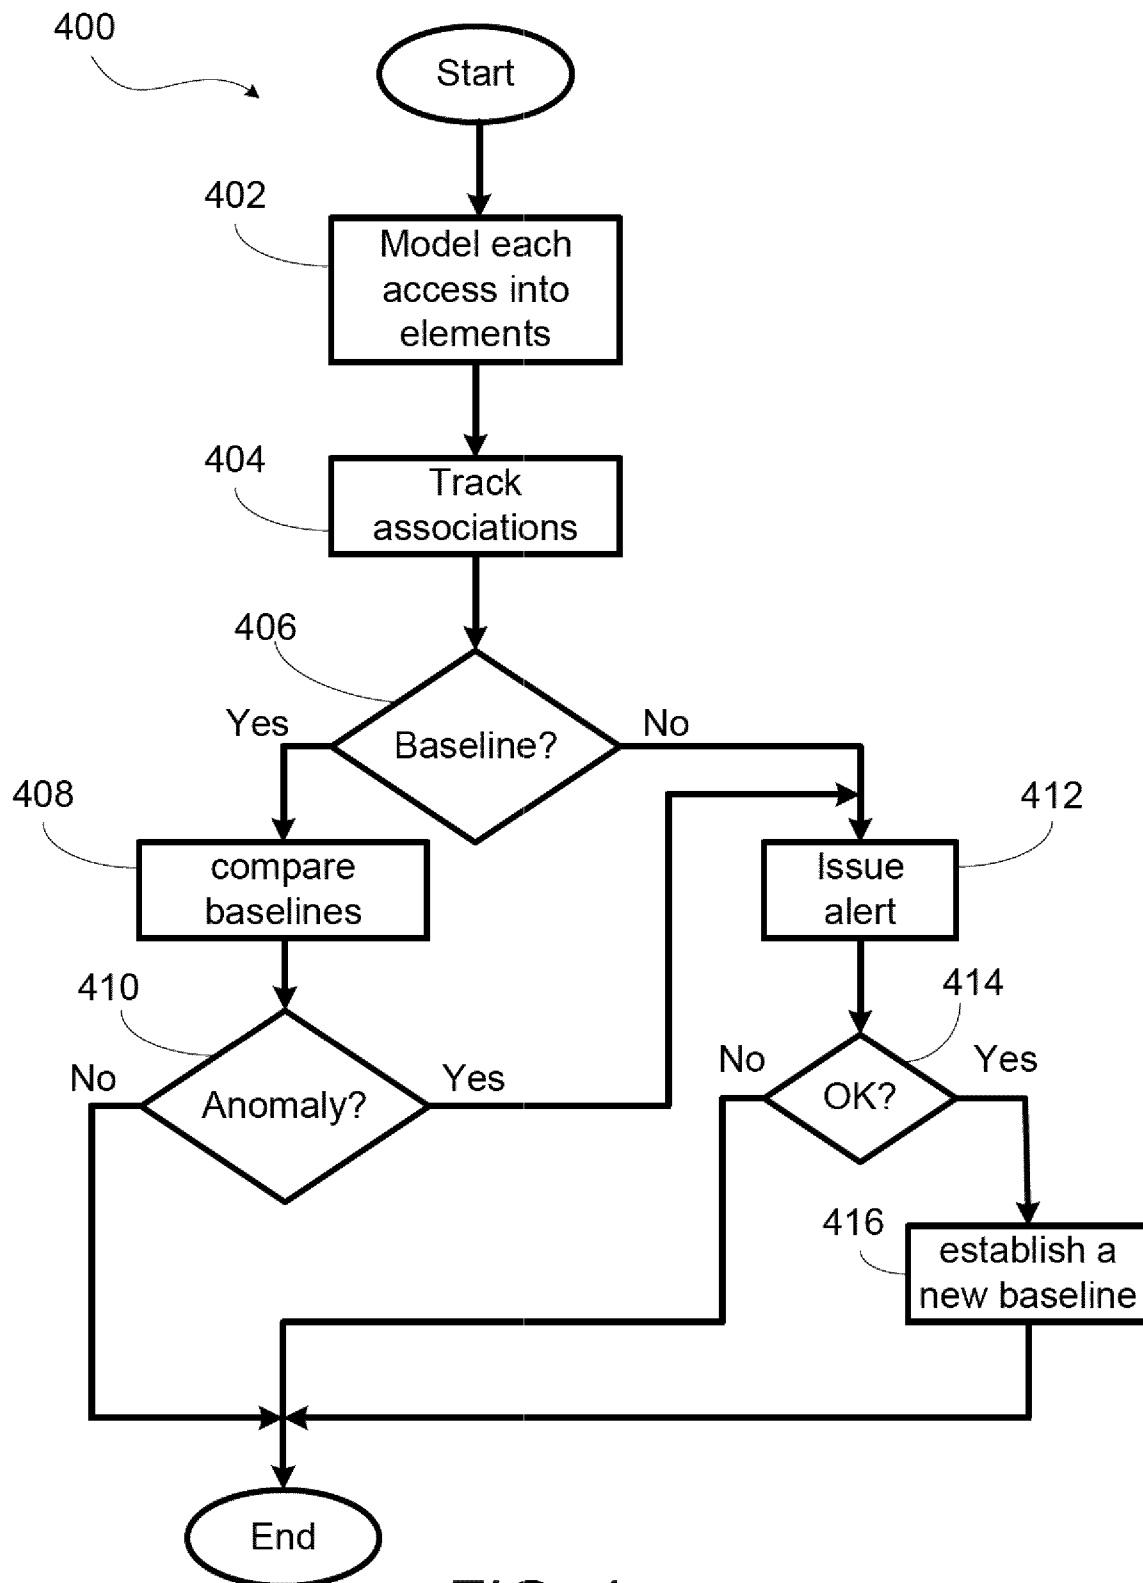 400
Start
402
Model each
access into
elements
404
Track
associations
406
Yes
Baseline?
No
408
compare
baselines
412
Issue
alert
410
No
Anomaly?
Yes
414
No
OK?
Yes
416
establish a
new baseline
End